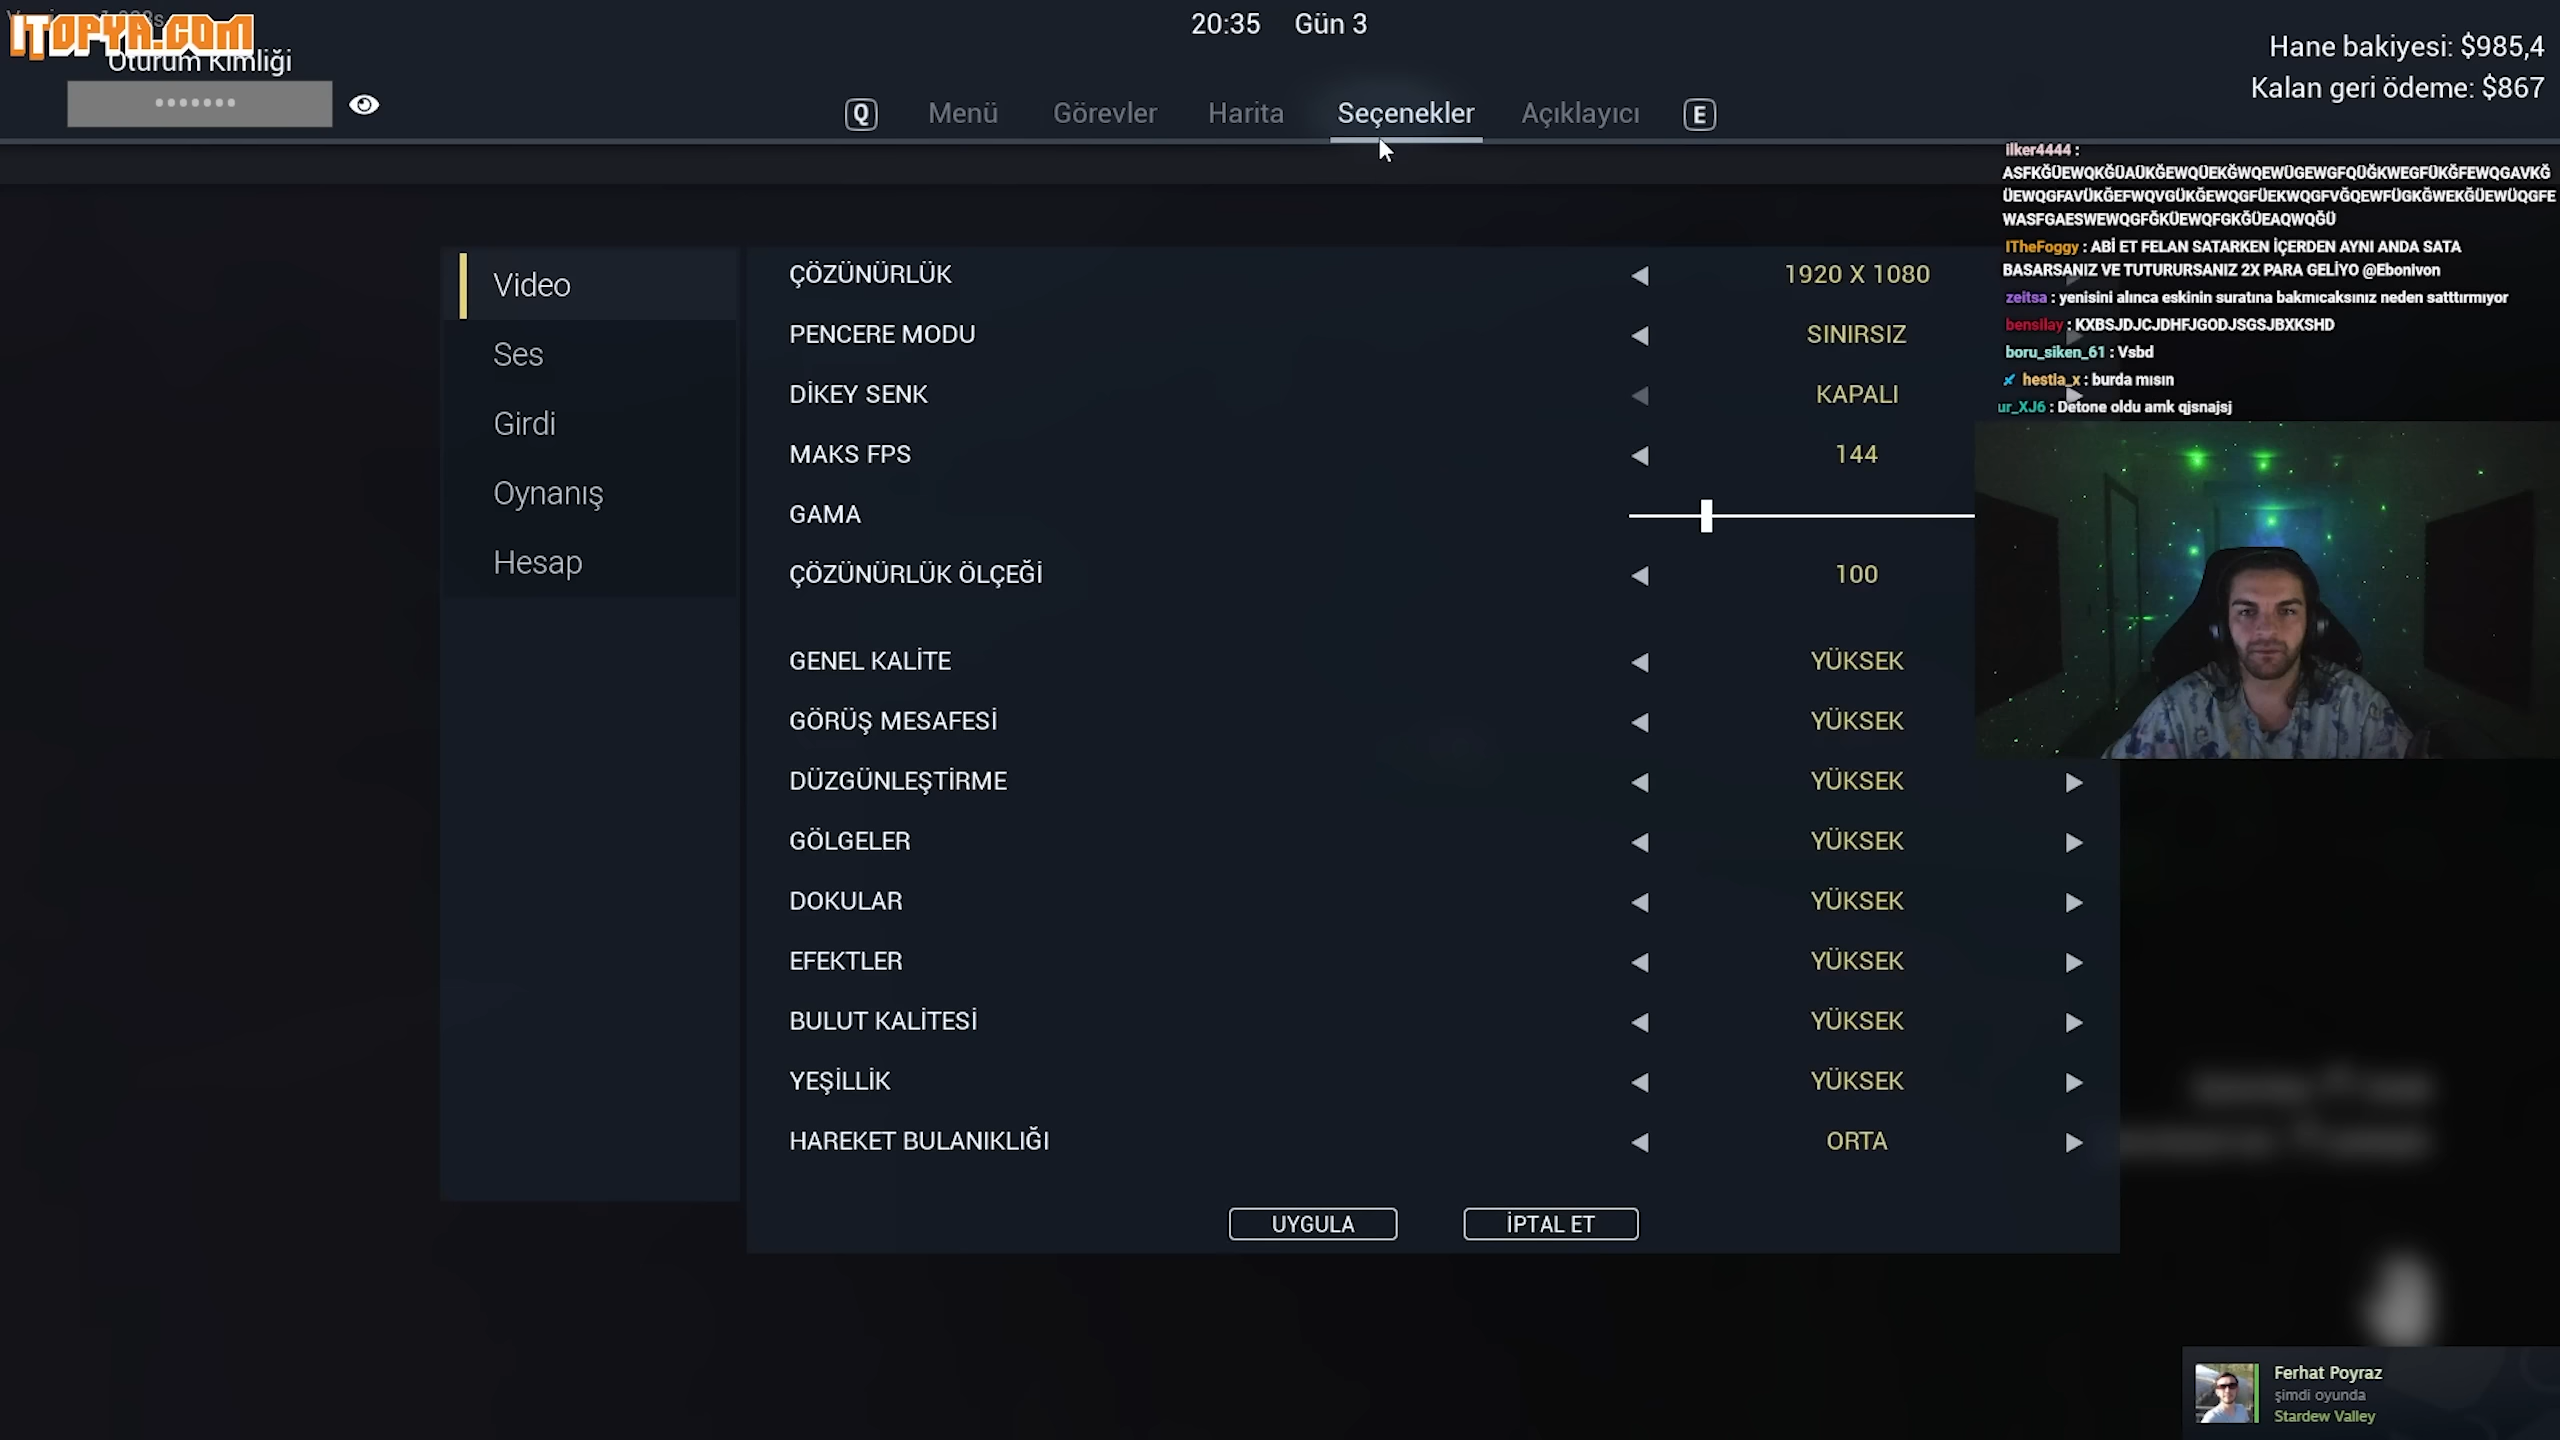 ITOPYA.COM
Oturum Kimliği
•••••••
20:35 Gün 3
Hane bakiyesi: $985,4
Kalan geri ödeme: $867
Q Menü Görevler Harita Seçenekler Açıklayıcı E
ilker4444 :
ASFKĞÜEWQKĞÜAÜKĞEWQÜEKĞWQEWÜGEWGFQÜĞKWEGFÜKĞFEWQGAVKĞ
ÜEWQGFAVÜKĞEFWQVGÜKĞEWQGFÜEKWQGFVĞQEWFÜGKĞWEKĞÜEWÜQGFE
WASFGAESWEWQGFĞKÜEWQFGKĞÜEAQWQĞÜ
ITheFoggy : ABİ ET FELAN SATARKEN İÇERDEN AYNI ANDA SATA
BASARSANIZ VE TUTURURSANIZ 2X PARA GELİYO @Ebonivon
zeitsa : yenisini alınca eskinin suratına bakmıcaksınız neden satttırmıyor
bensilay : KXBSJDJCJDHFJGODJSGSJBXKSHD
boru_siken_61 : Vsbd
hestia_x : burda mısın
ur_XJ6 : Detone oldu amk qjsnajsj
Video
Ses
Girdi
Oynanış
Hesap
ÇÖZÜNÜRLÜK 1920 X 1080
PENCERE MODU SINIRSIZ
DİKEY SENK KAPALI
MAKS FPS 144
GAMA
ÇÖZÜNÜRLÜK ÖLÇEĞİ 100
GENEL KALİTE YÜKSEK
GÖRÜŞ MESAFESİ YÜKSEK
DÜZGÜNLEŞTİRME YÜKSEK
GÖLGELER YÜKSEK
DOKULAR YÜKSEK
EFEKTLER YÜKSEK
BULUT KALİTESİ YÜKSEK
YEŞİLLİK YÜKSEK
HAREKET BULANIKLIĞI ORTA
UYGULA İPTAL ET
Ferhat Poyraz
şimdi oyunda
Stardew Valley